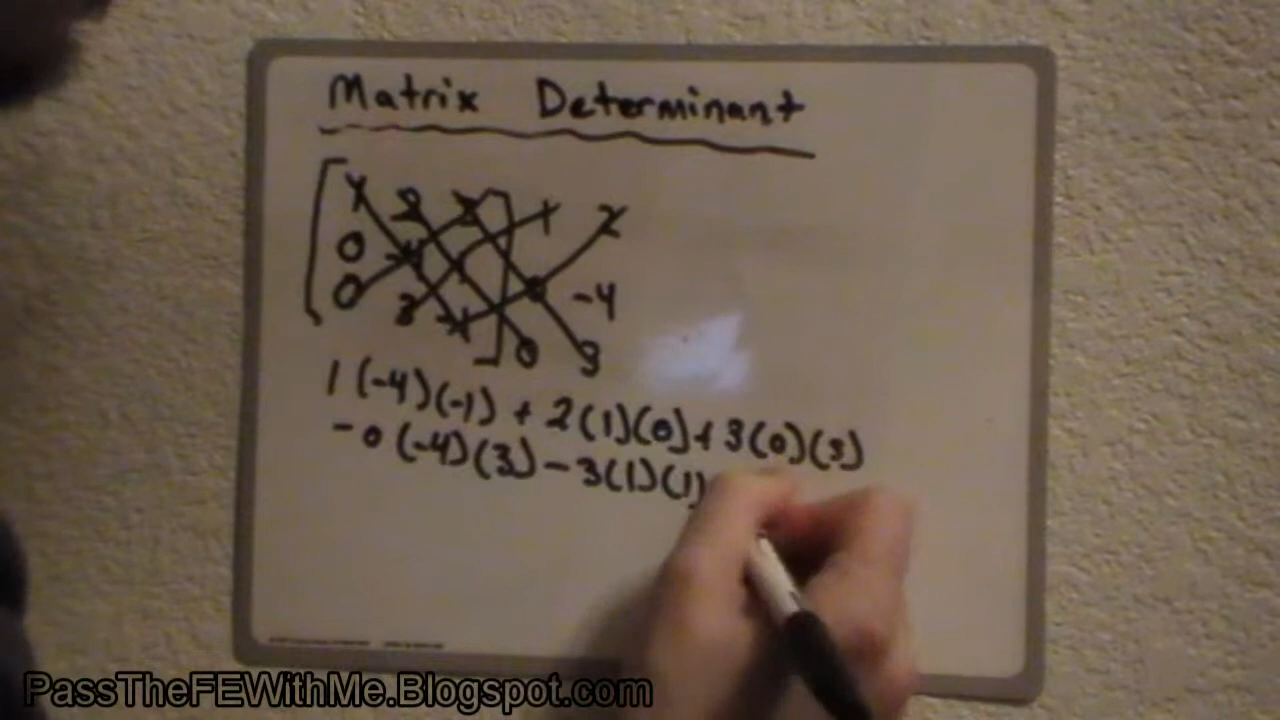 Matrix Determinant
1 2 3 1 2
0 -4 0 -4
0 3 -1 0 3
1(-4)(-1) + 2(1)(0) + 3(0)(3)
-0(-4)(3) - 3(1)(1)
PassTheFEWithMe.Blogspot.com